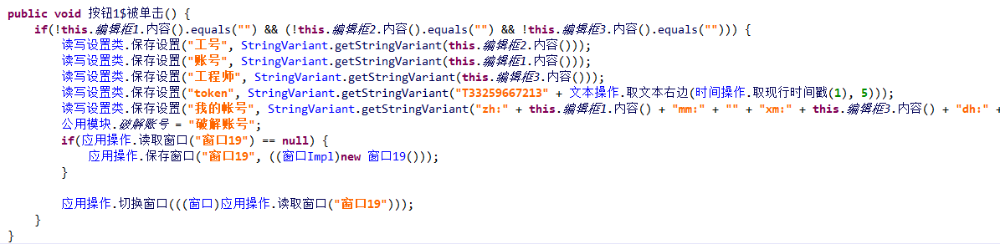 public void 按钮1$被单击() {
if(!this.编辑框1.内容().equals("") && (!this.编辑框2.内容().equals("") && !this.编辑框3.内容().equals(""))) {
读写设置类.保存设置("工号", StringVariant.getStringVariant(this.编辑框2.内容()));
读写设置类.保存设置("账号", StringVariant.getStringVariant(this.编辑框1.内容()));
读写设置类.保存设置("工程师", StringVariant.getStringVariant(this.编辑框3.内容()));
读写设置类.保存设置("token", StringVariant.getStringVariant("T33259667213" + 文本操作.取文本右边(时间操作.取现行时间戳(1), 5)));
读写设置类.保存设置("我的帐号", StringVariant.getStringVariant("zh:" + this.编辑框1.内容() + "mm:" + "" + "xm:" + this.编辑框3.内容() + "dh:" +
公用模块.破解账号 = "破解账号";
if(应用操作.读取窗口("窗口19") == null) {
应用操作.保存窗口("窗口19", ((窗口Impl)new 窗口19()));
}
应用操作.切换窗口(((窗口)应用操作.读取窗口("窗口19")));
}
}